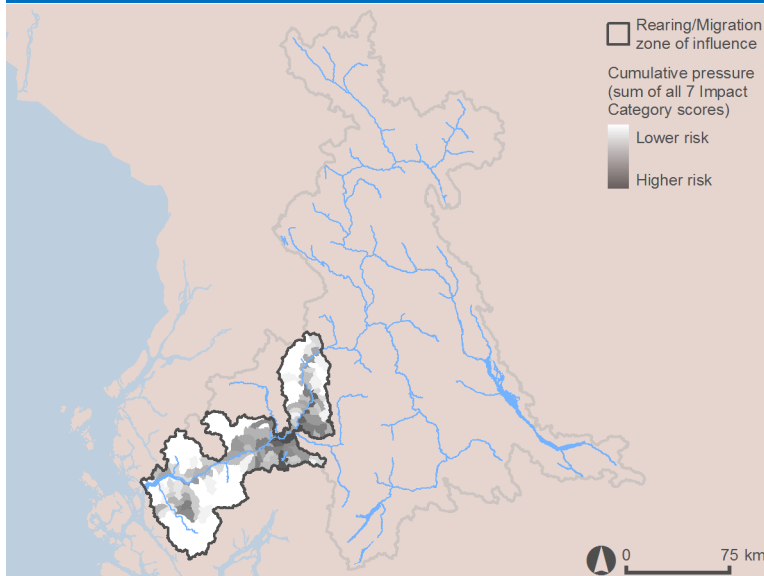 Rearing/Migration
zone of influence
Cumulative pressure
(sum of all 7 Impact
Category scores)
Lower risk
Higher risk
0 75 km